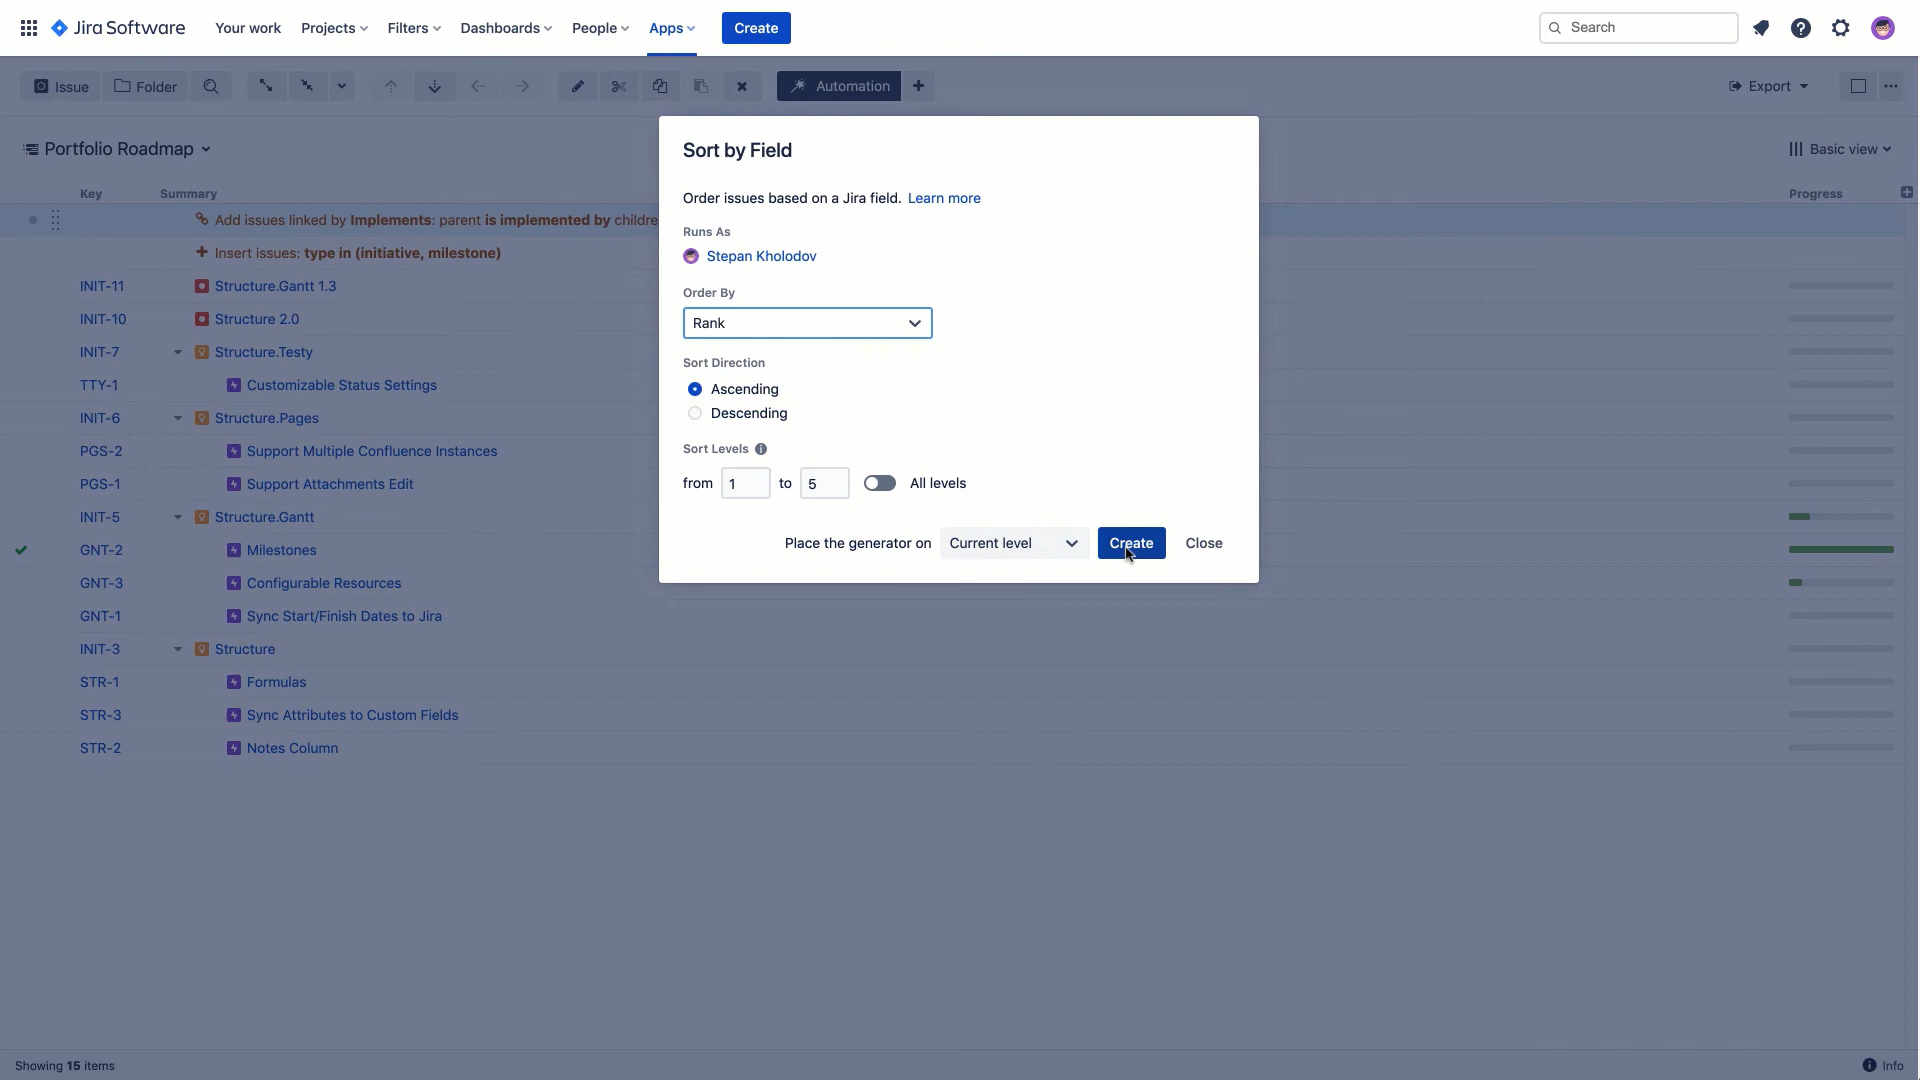 Jira Software Your work Projects Filters Dashboards People Apps Create Search
Issue Folder Automation Export
Portfolio Roadmap Basic view
Key Summary Progress
Add issues linked by Implements: parent is implemented by childre
Insert issues: type in (initiative, milestone)
INIT-11 Structure.Gantt 1.3
INIT-10 Structure 2.0
INIT-7 Structure.Testy
TTY-1 Customizable Status Settings
INIT-6 Structure.Pages
PGS-2 Support Multiple Confluence Instances
PGS-1 Support Attachments Edit
INIT-5 Structure.Gantt
GNT-2 Milestones
GNT-3 Configurable Resources
GNT-1 Sync Start/Finish Dates to Jira
INIT-3 Structure
STR-1 Formulas
STR-3 Sync Attributes to Custom Fields
STR-2 Notes Column
Sort by Field
Order issues based on a Jira field. Learn more
Runs As
Stepan Kholodov
Order By
Rank
Sort Direction
Ascending
Descending
Sort Levels
from 1 to 5 All levels
Place the generator on Current level Create Close
Showing 15 items Info